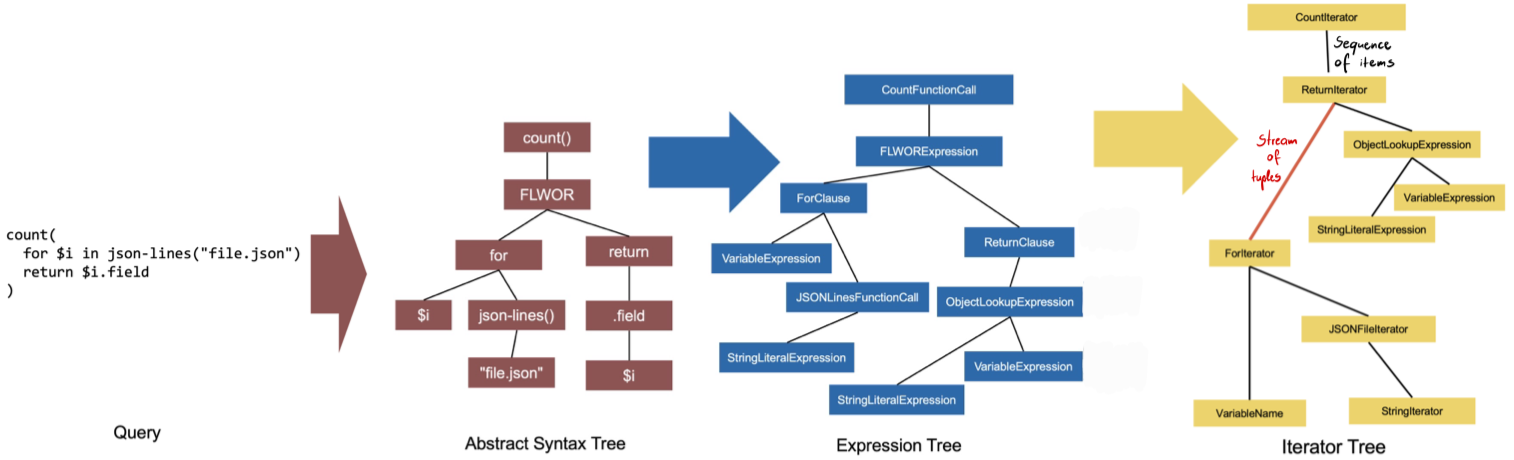 count(
for $i in json-lines("file.json")
return $i.field
)
Query
count()
FLWOR
for
return
$i
json-lines()
.field
"file.json"
$i
Abstract Syntax Tree
CountFunctionCall
FLWORExpression
ForClause
ReturnClause
VariableExpression
JSONLinesFunctionCall
ObjectLookupExpression
StringLiteralExpression
VariableExpression
StringLiteralExpression
Expression Tree
CountIterator
Sequence
of items
ReturnIterator
Stream
of
tuples
ObjectLookupExpression
VariableExpression
StringLiteralExpression
ForIterator
JSONFileIterator
VariableName
StringIterator
Iterator Tree